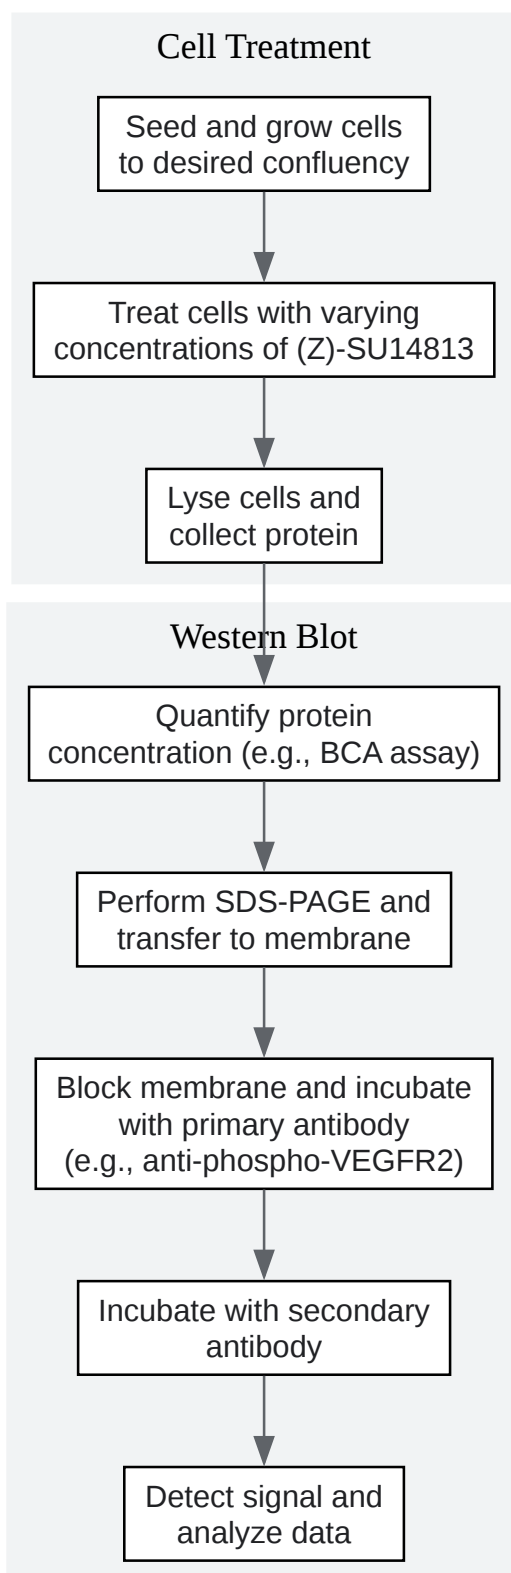 Cell Treatment
Seed and grow cells
to desired confluency
Treat cells with varying
concentrations of (Z)-SU14813
Lyse cells and
collect protein
Western Blot
Quantify protein
concentration (e.g., BCA assay)
Perform SDS-PAGE and
transfer to membrane
Block membrane and incubate
with primary antibody
(e.g., anti-phospho-VEGFR2)
Incubate with secondary
antibody
Detect signal and
analyze data